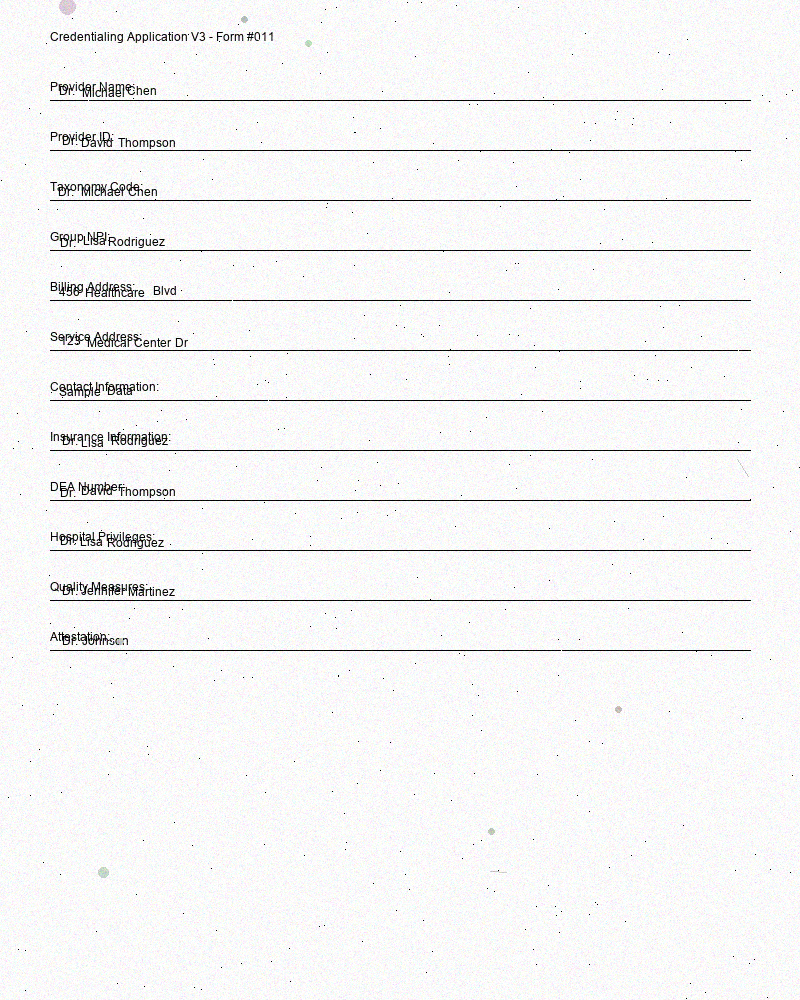 Credentialing Application V3 - Form #011
Provider Name:
Dr. Michael Chen
Provider ID:
Dr. David Thompson
Taxonomy Code:
Dr. Michael Chen
Group NPI:
Dr. Lisa Rodriguez
Billing Address:
456 Healthcare Blvd
Service Address:
123 Medical Center Dr
Contact Information:
Sample Data
Insurance Information:
Dr. Lisa Rodriguez
DEA Number:
Dr. David Thompson
Hospital Privileges:
Dr. Lisa Rodriguez
Quality Measures:
Dr. Jennifer Martinez
Attestation:
Dr. Johnson